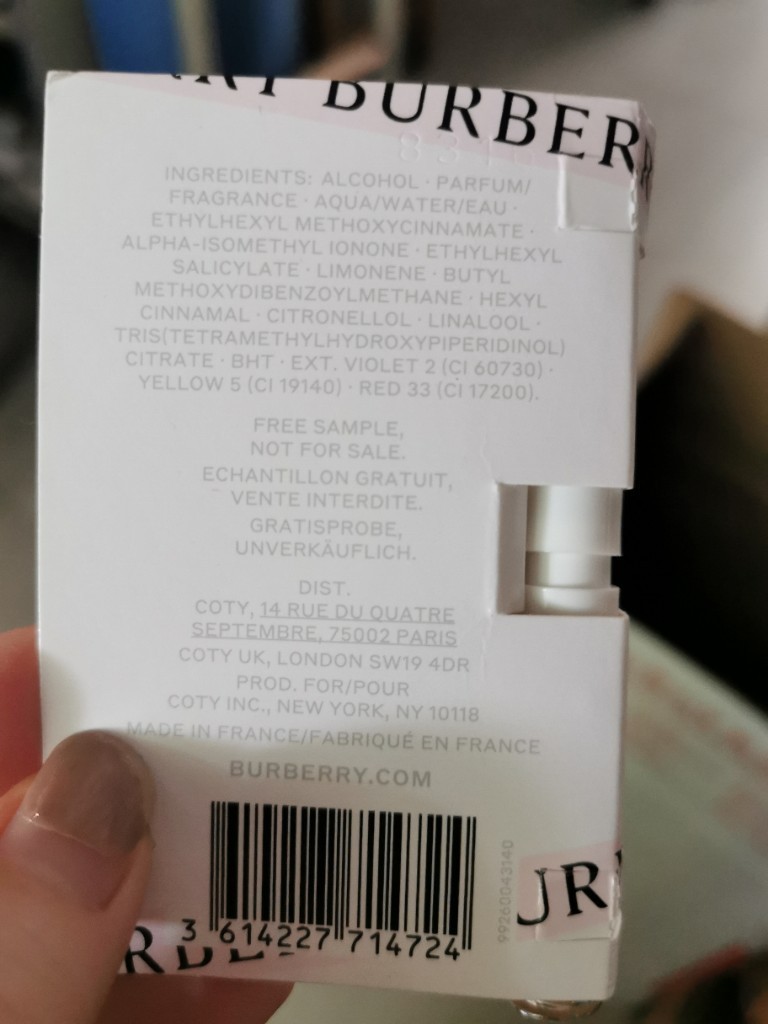 BURBERR
INGREDIENTS: ALCOHOL · PARFUM/
FRAGRANCE · AQUA/WATER/EAU ·
ETHYLHEXYL METHOXYCINNAMATE ·
ALPHA-ISOMETHYL IONONE · ETHYLHEXYL
SALICYLATE · LIMONENE · BUTYL
METHOXYDIBENZOYLMETHANE · HEXYL
CINNAMAL · CITRONELLOL · LINALOOL ·
TRIS(TETRAMETHYLHYDROXYPIPERIDINOL)
CITRATE · BHT · EXT. VIOLET 2 (CI 60730) ·
YELLOW 5 (CI 19140) · RED 33 (CI 17200).
FREE SAMPLE,
NOT FOR SALE.
ECHANTILLON GRATUIT,
VENTE INTERDITE.
GRATISPROBE,
UNVERKÄUFLICH.
DIST.
COTY, 14 RUE DU QUATRE
SEPTEMBRE, 75002 PARIS
COTY UK, LONDON SW19 4DR
PROD. FOR/POUR
COTY INC., NEW YORK, NY 10118
MADE IN FRANCE/FABRIQUÉ EN FRANCE
BURBERRY.COM
3 614227 714724
99260043140